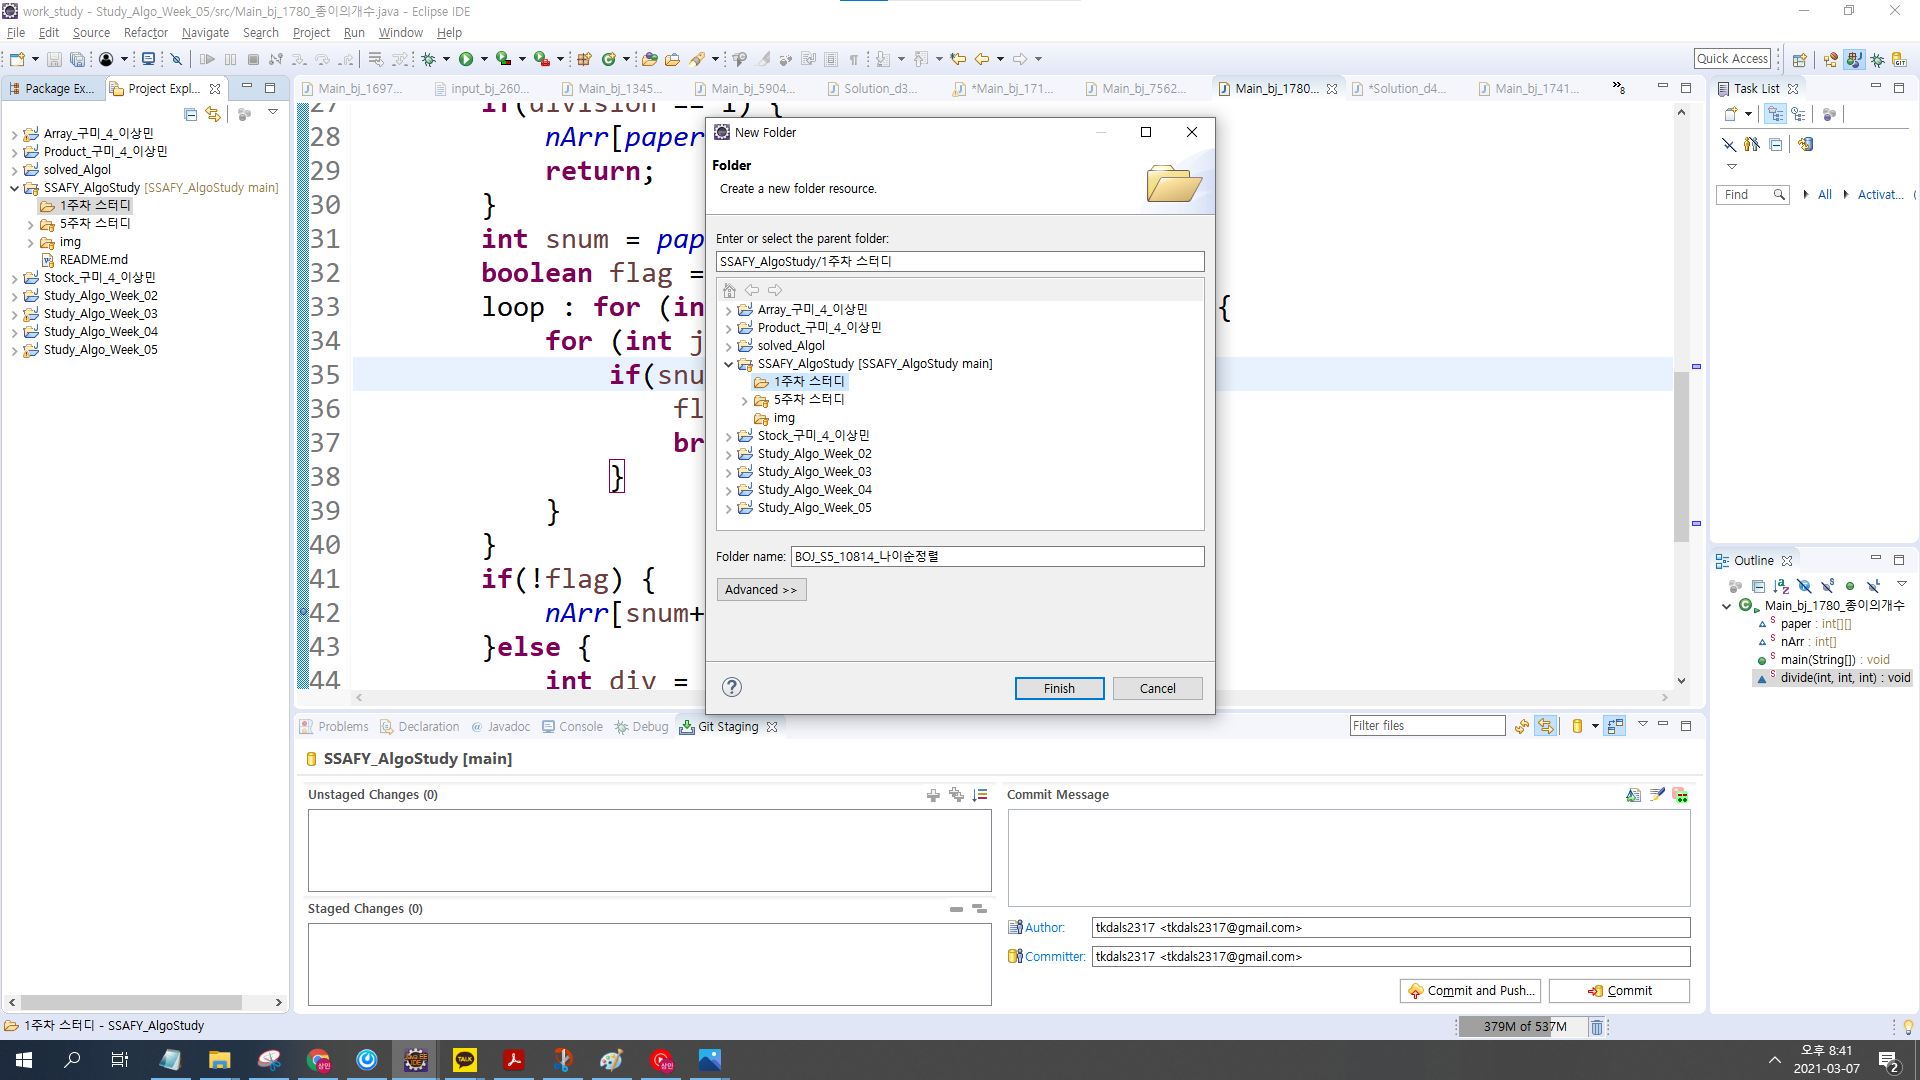 work_study - Study_Algo_Week_05/src/Main_bj_1780_종이의개수.java - Eclipse IDE
File Edit Source Refactor Navigate Search Project Run Window Help
Quick Access
Package Ex... Project Expl...
Main_bj_1697... input_bj_260... Main_bj_1345... Main_bj_5904... Solution_d3... *Main_bj_171... Main_bj_7562... Main_bj_1780... *Solution_d4... Main_bj_1741... »8
Task List
Find All Activat...
Array_구미_4_이상민
Product_구미_4_이상민
solved_Algol
SSAFY_AlgoStudy [SSAFY_AlgoStudy main]
1주차 스터디
5주차 스터디
img
README.md
Stock_구미_4_이상민
Study_Algo_Week_02
Study_Algo_Week_03
Study_Algo_Week_04
Study_Algo_Week_05
27 if(division == 1) {
28 nArr[paper
29 return;
30 }
31 int snum = pap
32 boolean flag =
33 loop : for (in {
34 for (int j
35 if(snu
36 fl
37 br
38 }
39 }
40 }
41 if(!flag) {
42 nArr[snum+
43 }else {
44 int div =
New Folder
Folder
Create a new folder resource.
Enter or select the parent folder:
SSAFY_AlgoStudy/1주차 스터디
Array_구미_4_이상민
Product_구미_4_이상민
solved_Algol
SSAFY_AlgoStudy [SSAFY_AlgoStudy main]
1주차 스터디
5주차 스터디
img
Stock_구미_4_이상민
Study_Algo_Week_02
Study_Algo_Week_03
Study_Algo_Week_04
Study_Algo_Week_05
Folder name: BOJ_S5_10814_나이순정렬
Advanced >>
Finish Cancel
Outline
Main_bj_1780_종이의개수
paper : int[][]
nArr : int[]
main(String[]) : void
divide(int, int, int) : void
Problems Declaration Javadoc Console Debug Git Staging
Filter files
SSAFY_AlgoStudy [main]
Unstaged Changes (0)
Staged Changes (0)
Commit Message
Author: tkdals2317 <tkdals2317@gmail.com>
Committer: tkdals2317 <tkdals2317@gmail.com>
Commit and Push... Commit
1주차 스터디 - SSAFY_AlgoStudy
379M of 537M
오후 8:41
2021-03-07
2